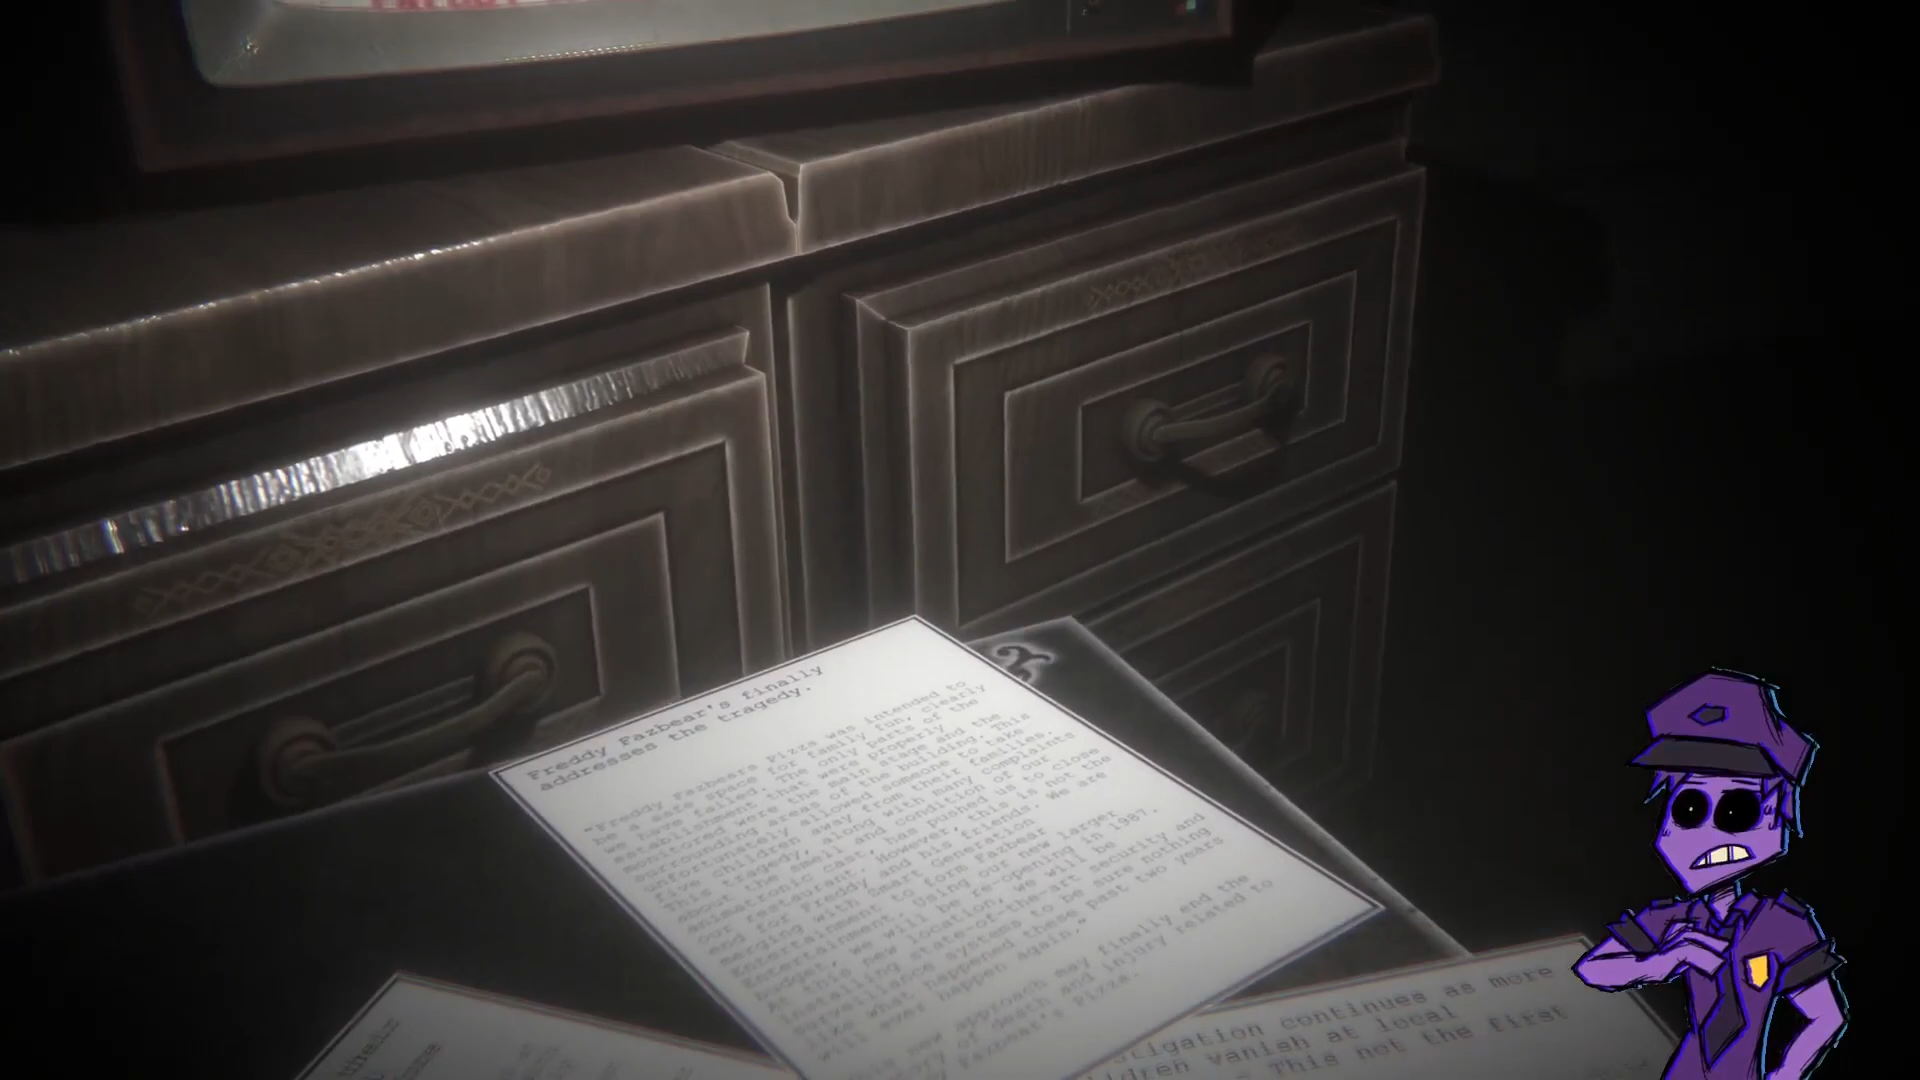 Freddy Fazbear's finally
addresses the tragedy.
"Freddy Fazbears Pizza was intended to
be a safe space for family fun, clearly
we have failed. The only parts of the
establishment that were properly
monitored were the main stage and the
surrounding areas of the building. This
unfortunately allowed someone to take
five children away from their families.
This tragedy, along with many complaints
about the smell and condition of our
animatronic cast, has pushed us to close
our restaurant. However, this is not the
end for Freddy and his friends. We are
merging with Smart Generation
Entertainment to form Fazbear
Entertainment. Using our new larger
budget, we will be re-opening in 1987.
At this new location, we will be
installing state-of-the-art security and
surveillance systems to be sure nothing
like what happened these past two years
will ever happen again."
This new approach may finally end the
of death and injury related to
Fazbear's Pizza.
stigation continues as more
ildren vanish at local
This not the first